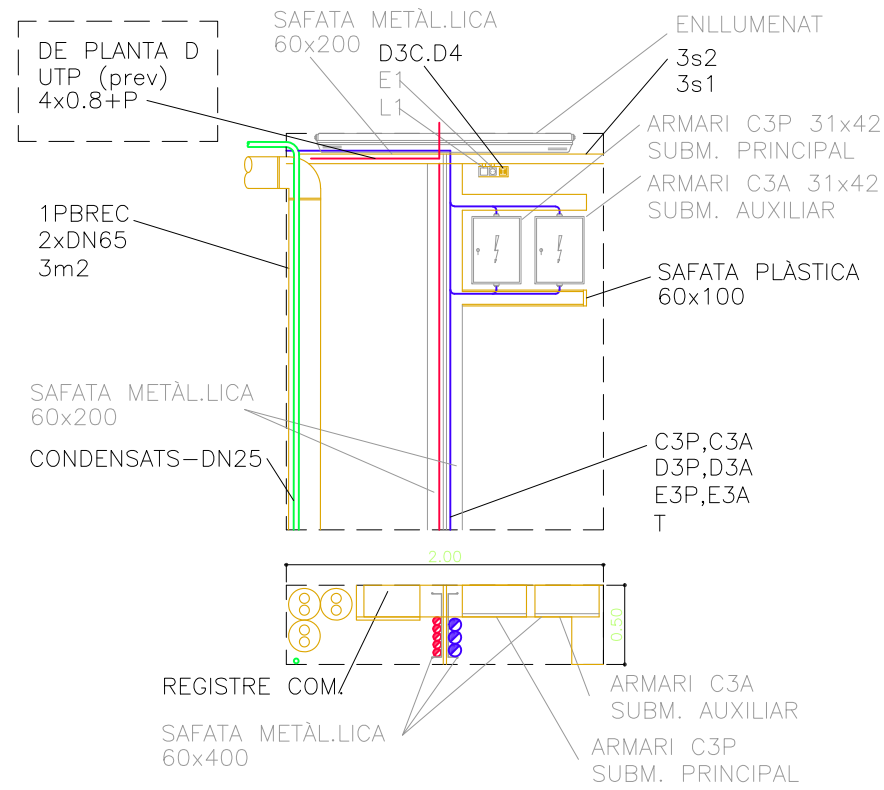 SAFATA METÀL.LICA
60x200
ENLLUMENAT
DE PLANTA D
UTP (prev)
4x0.8+P
D3C.D4
E1
L1
3s2
3s1
ARMARI C3P 31x42
SUBM. PRINCIPAL
ARMARI C3A 31x42
SUBM. AUXILIAR
1PBREC
2xDN65
3m2
SAFATA PLÀSTICA
60x100
SAFATA METÀL.LICA
60x200
CONDENSATS-DN25
C3P,C3A
D3P,D3A
E3P,E3A
T
2.00
0.50
REGISTRE COM.
SAFATA METÀL.LICA
60x400
ARMARI C3A
SUBM. AUXILIAR
ARMARI C3P
SUBM. PRINCIPAL